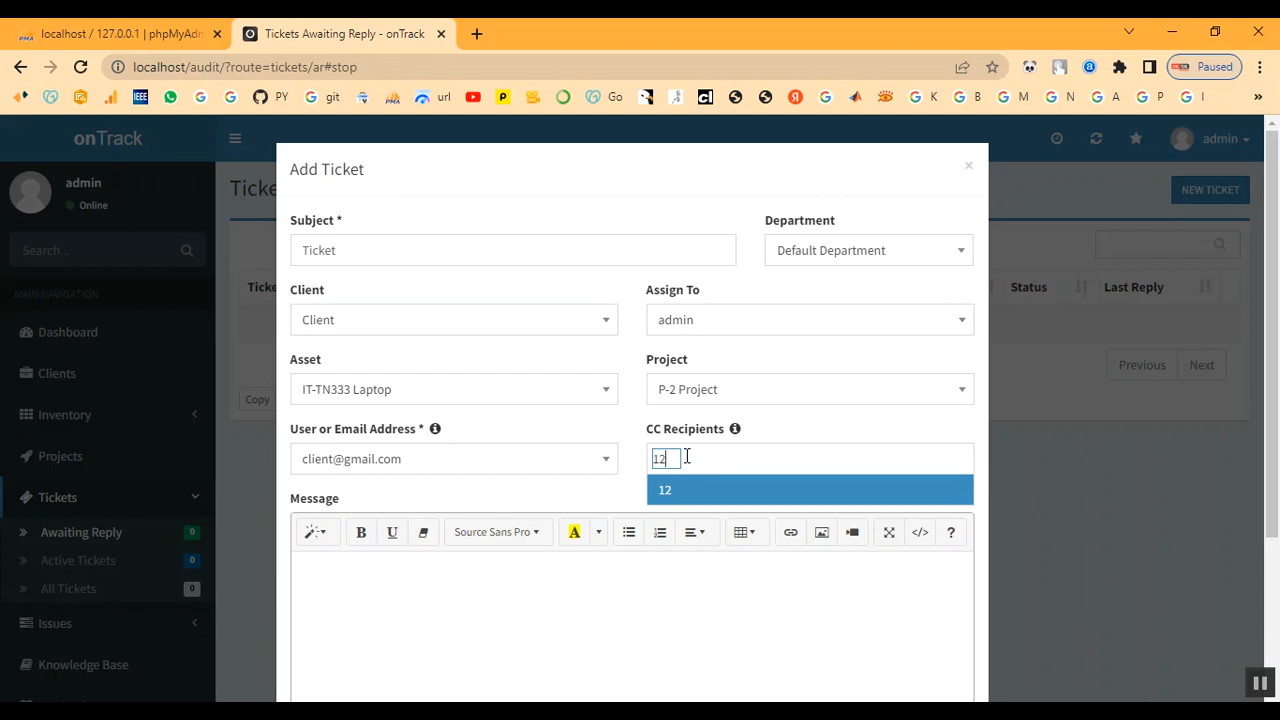 localhost / 127.0.0.1 | phpMyAdn
Tickets Awaiting Reply - onTrack
localhost/audit/?route=tickets/ar#stop
Paused
PY
git
url
Go
K
B
M
N
A
P
I
onTrack
admin
admin
Online
Search...
MAIN NAVIGATION
Dashboard
Clients
Inventory
Projects
Tickets
Awaiting Reply 0
Active Tickets 0
All Tickets 0
Issues
Knowledge Base
NEW TICKET
Status
Last Reply
Previous
Next
Copy
Add Ticket
×
Subject *
Department
Ticket
Default Department
Client
Assign To
Client
admin
Asset
Project
IT-TN333 Laptop
P-2 Project
User or Email Address *
CC Recipients
client@gmail.com
12
12
Message
B U Source Sans Pro A </> ?